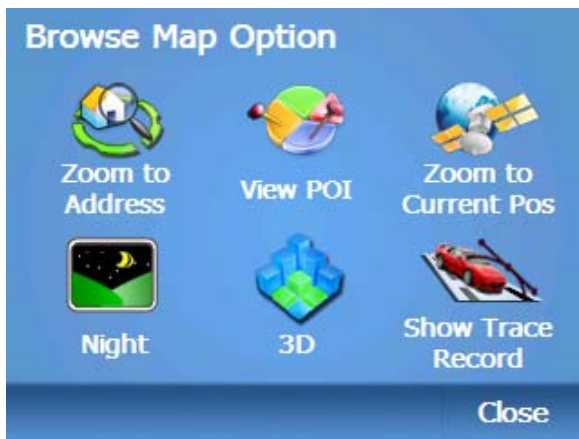 Browse Map Option
Zoom to
Address
View POI
Zoom to
Current Pos
Night
3D
Show Trace
Record
Close